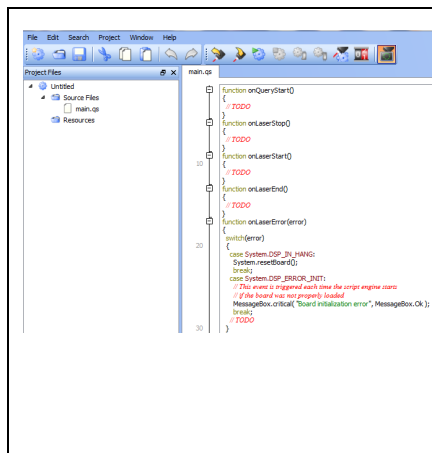 File Edit Search Project Window Help
Project Files
Untitled
Source Files
main.qs
Resources
main.qs
function onQueryStart()
{
// TODO
}
function onLaserStop()
{
// TODO
}
function onLaserStart()
10 {
// TODO
}
function onLaserEnd()
{
// TODO
}
function onLaserError(error)
{
switch(error)
20 {
case System.DSP_IN_HANG:
System.resetBoard();
break;
case System.DSP_ERROR_INIT:
// This event is triggered each time the script engine starts
// if the board was not properly loaded
MessageBox.critical( "Board initialization error", MessageBox.Ok );
break;
// TODO
30 }